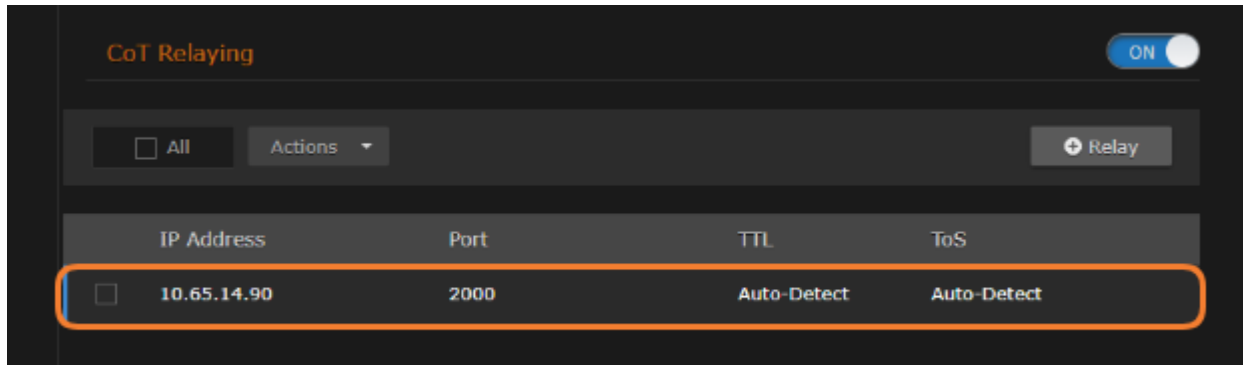 CoT Relaying ON
All Actions Relay
IP Address Port TTL ToS
10.65.14.90 2000 Auto-Detect Auto-Detect